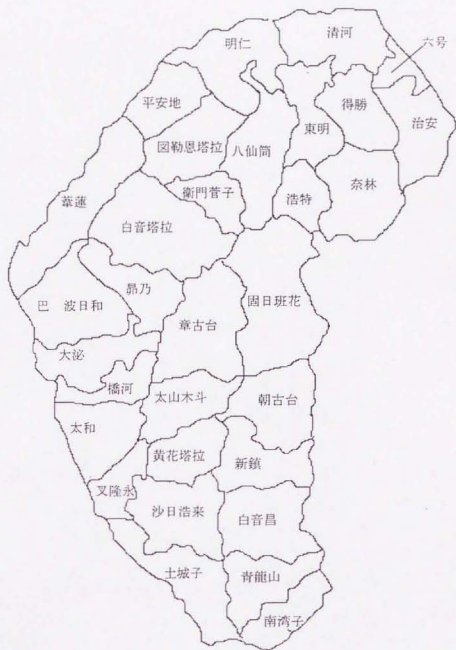 明仁
清河
六号
平安地
得勝
東明
治安
図勒恩塔拉
八仙筒
衛門菅子
浩特
奈林
葦蓮
白音塔拉
固日班花
昴乃
巴 波日和
章古台
大泌
橋河
太山木斗
朝古台
太和
黄花塔拉
新鎮
叉隆永
沙日浩来
白音昌
土城子
青龍山
南湾子